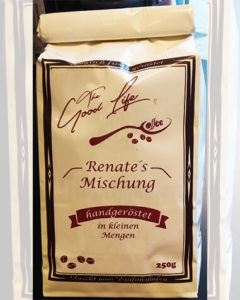 The
Good Life
Coffee
Renate´s
Mischung
handgeröstet
in kleinen
Mengen
250g